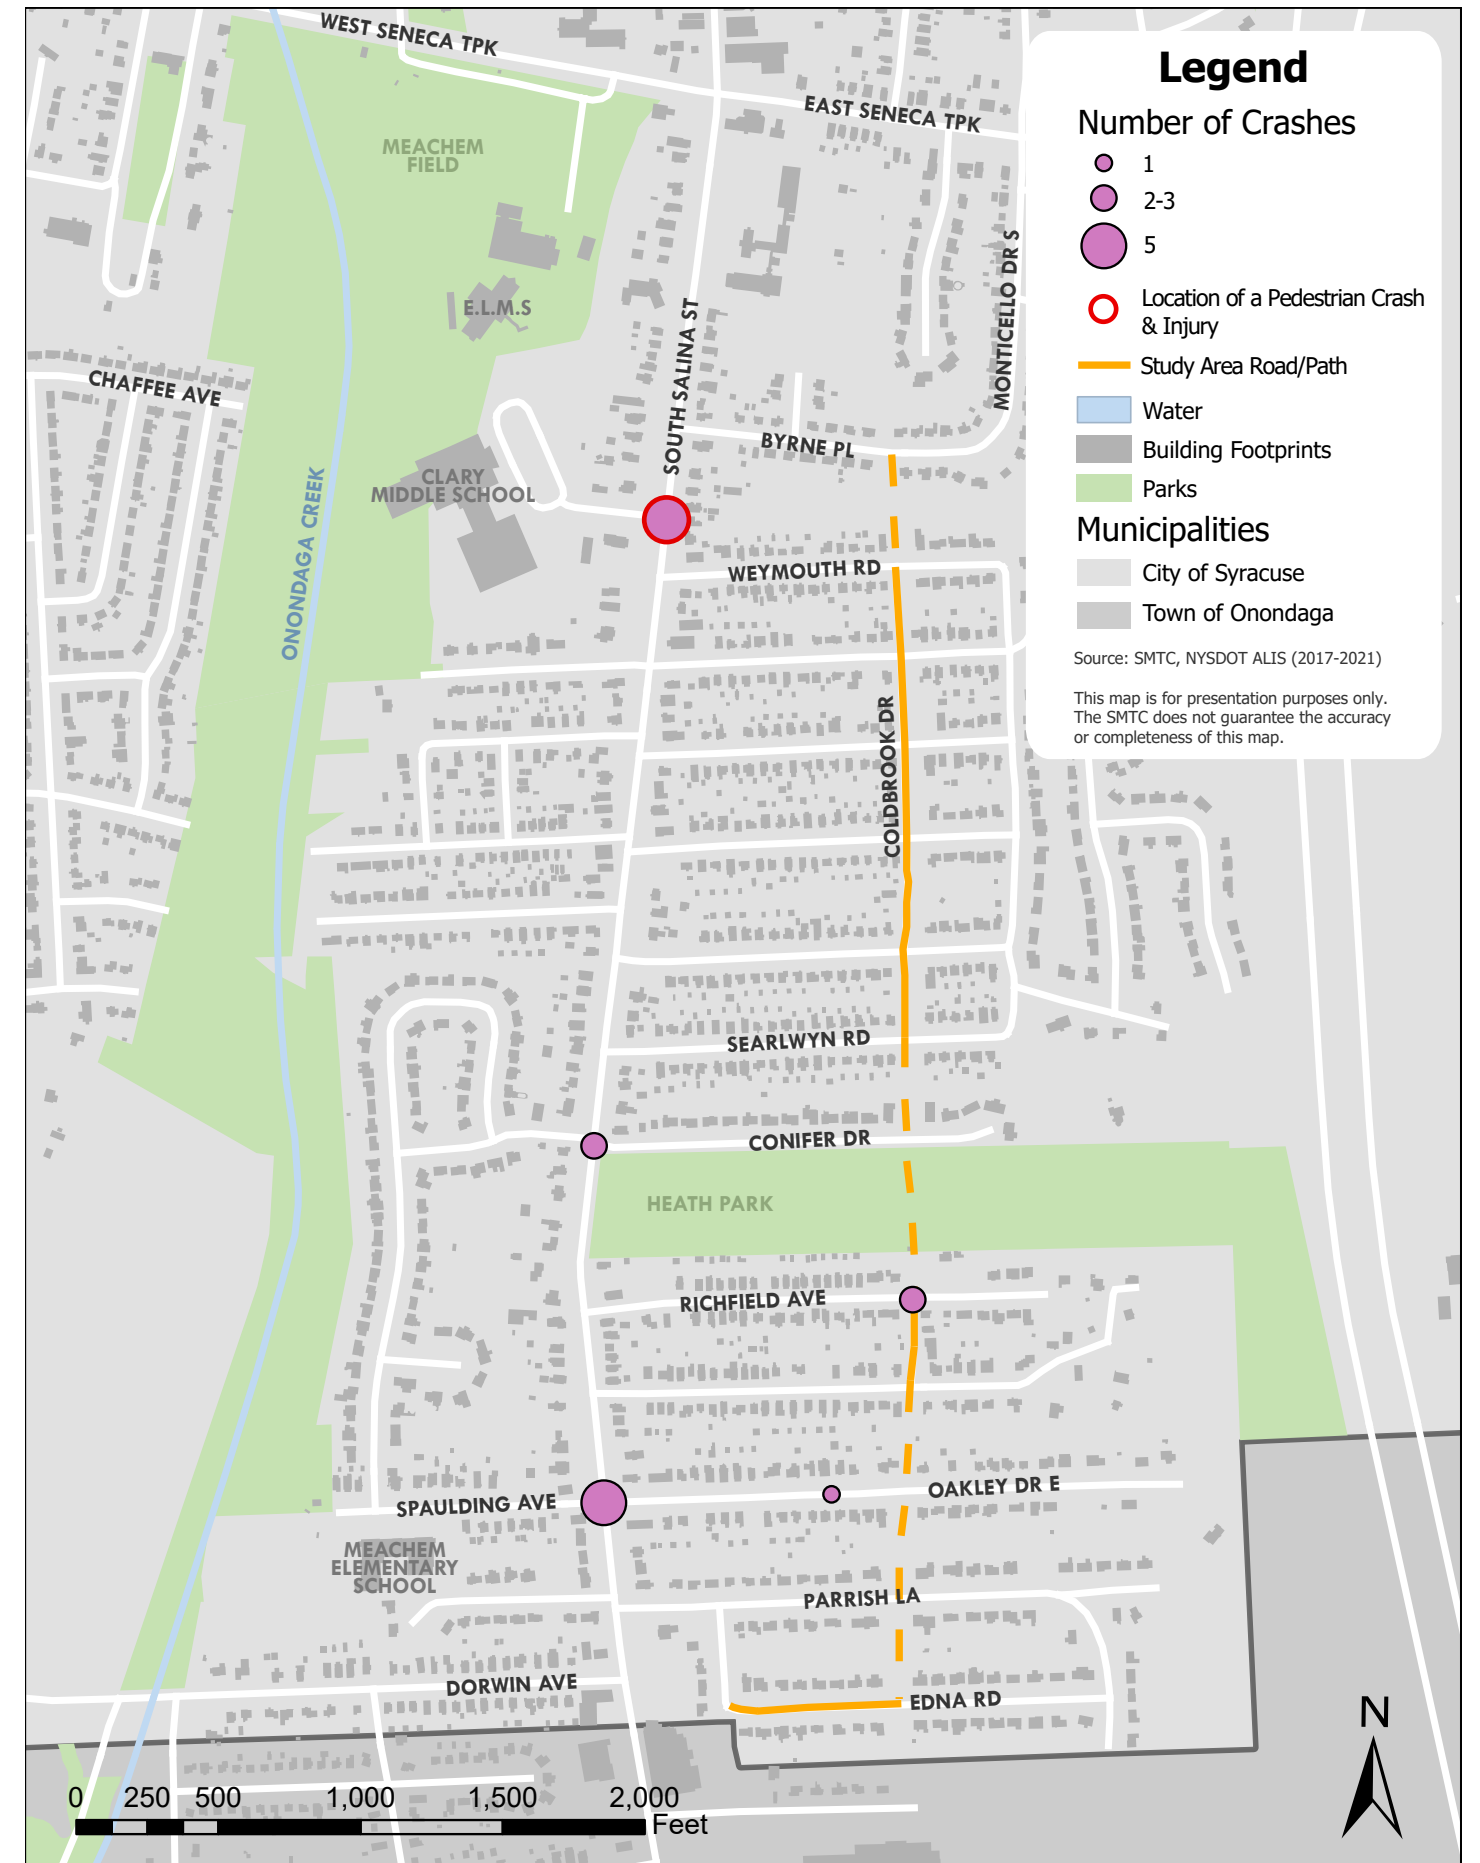 WEST SENECA TPK
EAST SENECA TPK
MEACHEM
FIELD
E.L.M.S
SOUTH SALINA ST
MONTICELLO DR S
CHAFFEE AVE
BYRNE PL
CLARY
MIDDLE SCHOOL
ONONDAGA CREEK
WEYMOUTH RD
COLDBROOK DR
SEARLWYN RD
CONIFER DR
HEATH PARK
RICHFIELD AVE
OAKLEY DR E
SPAULDING AVE
MEACHEM
ELEMENTARY
SCHOOL
PARRISH LA
DORWIN AVE
EDNA RD
Legend
Number of Crashes
1
2-3
5
Location of a Pedestrian Crash
& Injury
Study Area Road/Path
Water
Building Footprints
Parks
Municipalities
City of Syracuse
Town of Onondaga
Source: SMTC, NYSDOT ALIS (2017-2021)
This map is for presentation purposes only.
The SMTC does not guarantee the accuracy
or completeness of this map.
N
0 250 500 1,000 1,500 2,000
Feet